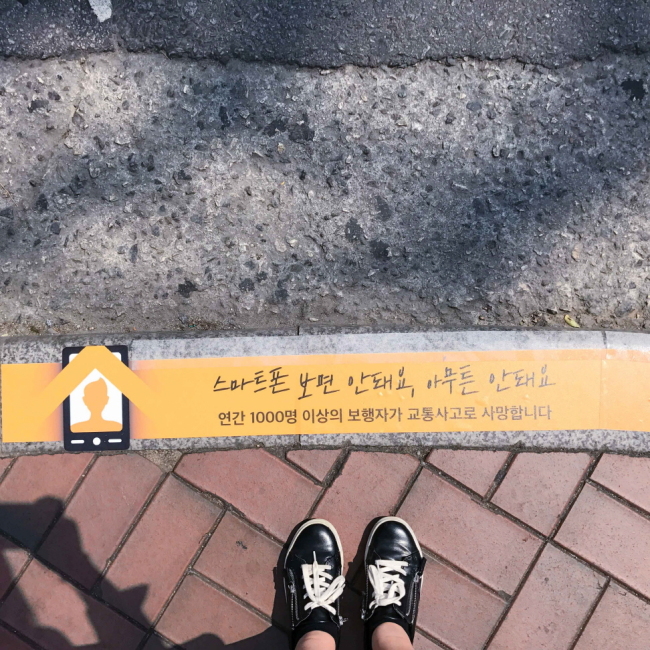 스마트폰 보면 안돼요, 아무튼 안돼요
연간 1000명 이상의 보행자가 교통사고로 사망합니다